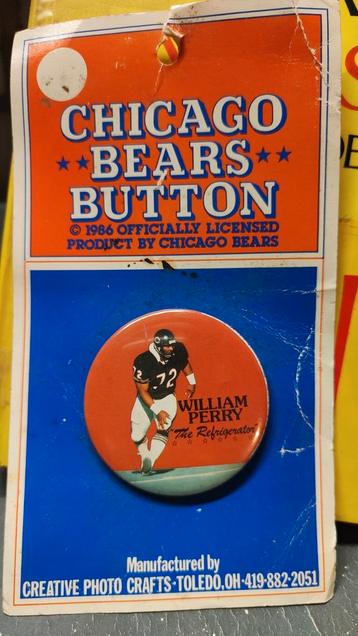 CHICAGO
★★BEARS★★
BUTTON
© 1986 OFFICIALLY LICENSED
PRODUCT BY CHICAGO BEARS
72
72
WILLIAM
PERRY
"The Refrigerator"
Manufactured by
CREATIVE PHOTO CRAFTS·TOLEDO, OH·419·882·2051